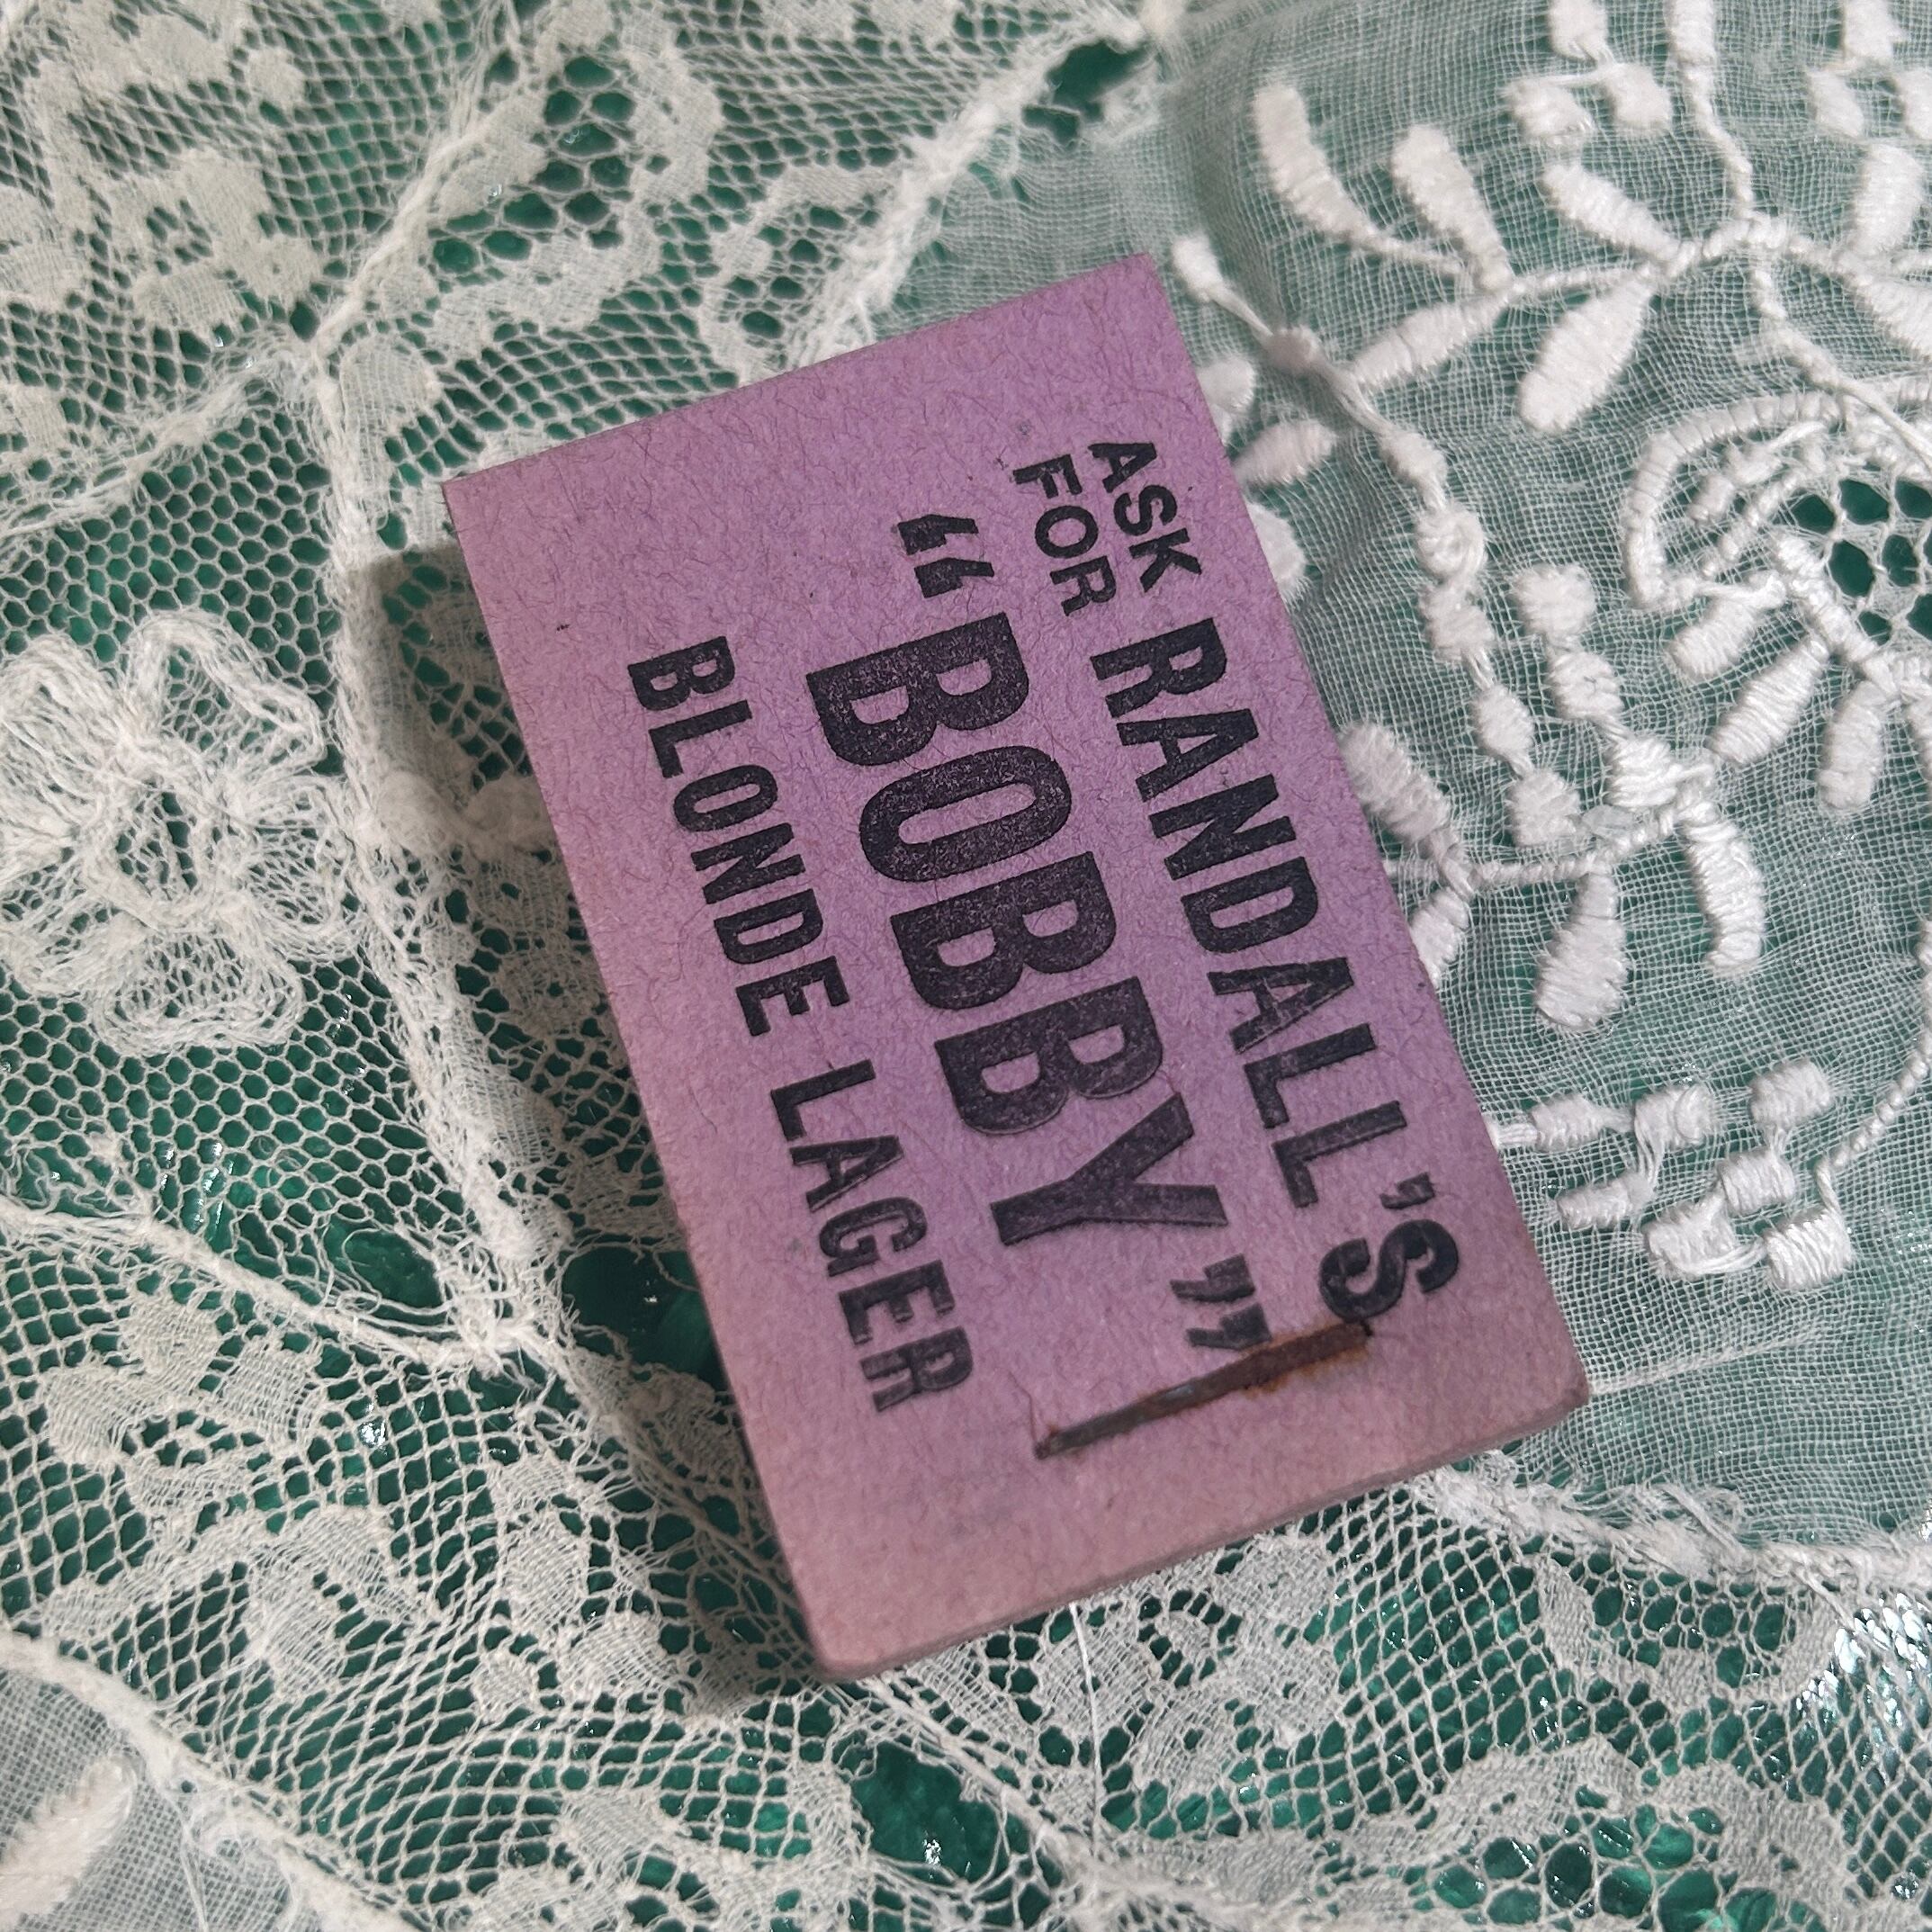 ASK
FOR RANDALL'S
“BOBBY”
BLONDE LAGER